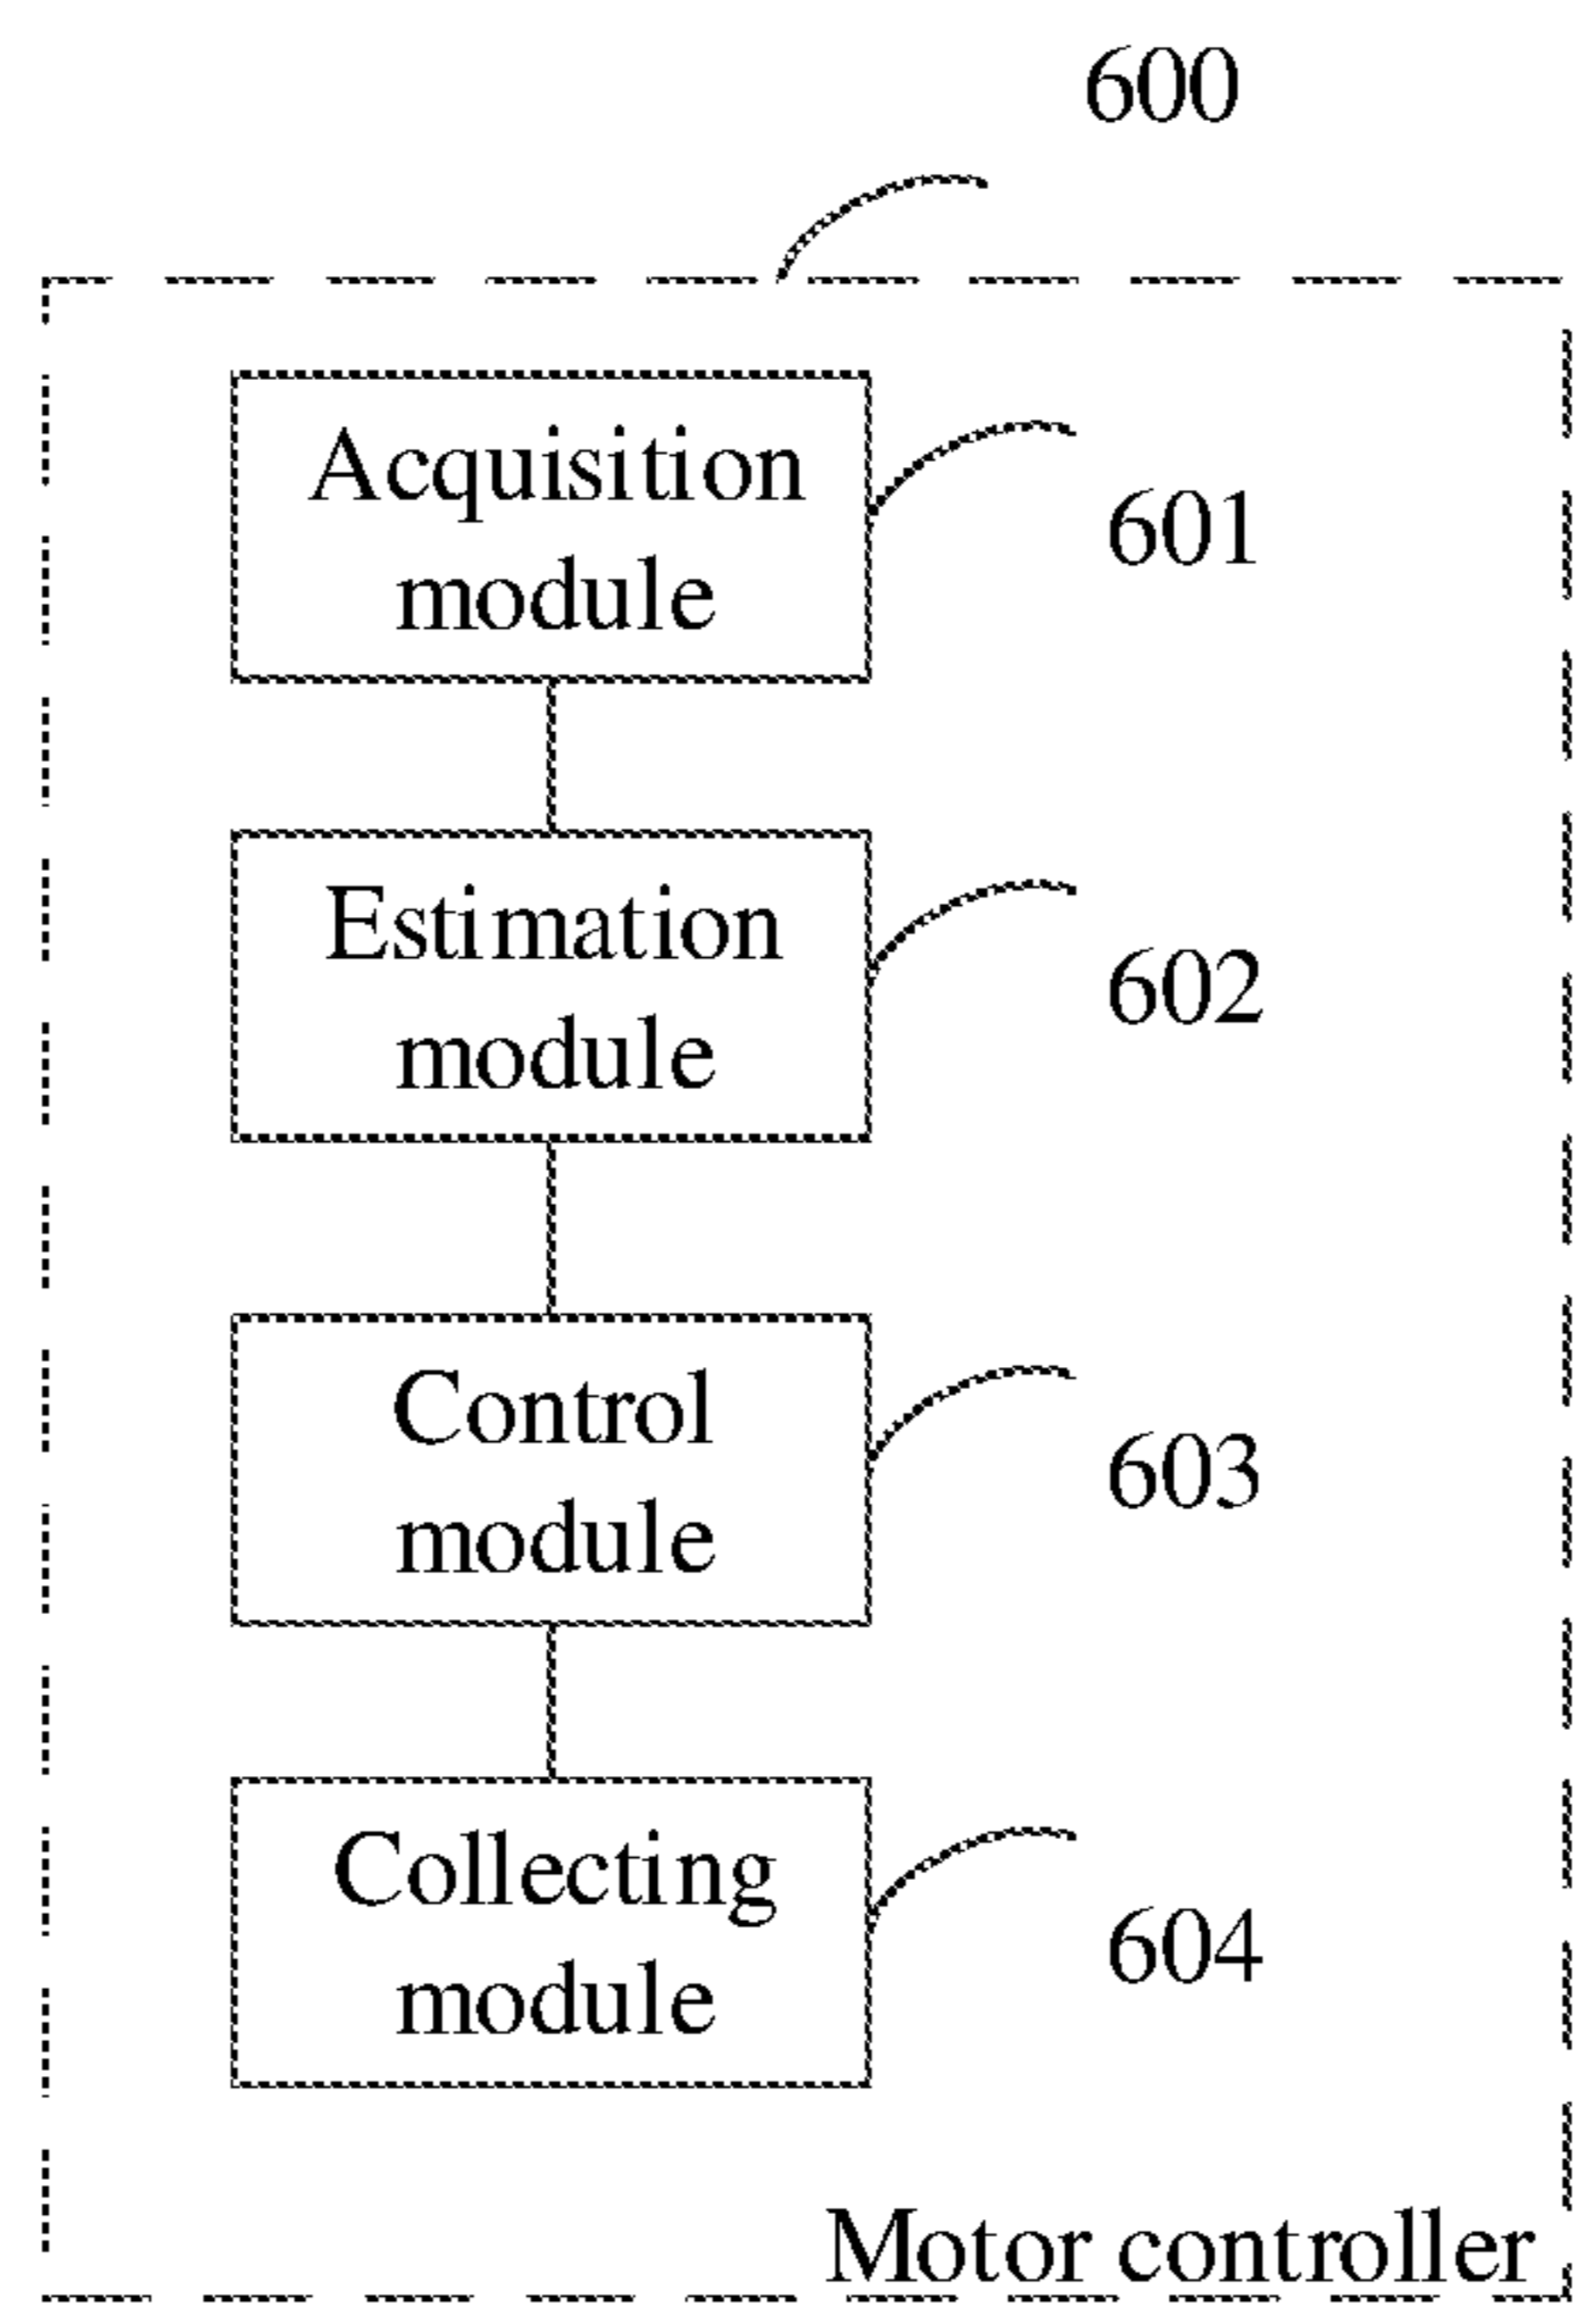 600
Acquisition
module
601
Estimation
module
602
Control
module
603
Collecting
module
604
Motor controller